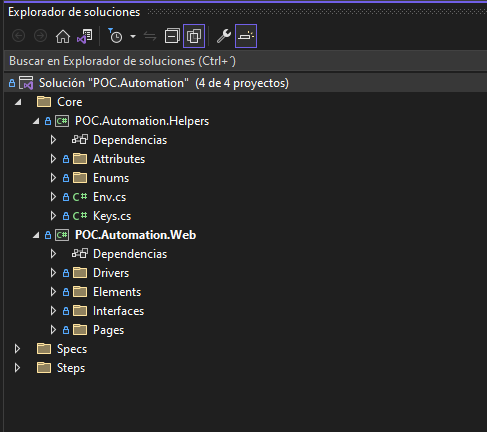 Explorador de soluciones
Buscar en Explorador de soluciones (Ctrl+´)
Solución "POC.Automation" (4 de 4 proyectos)
Core
C# POC.Automation.Helpers
Dependencias
Attributes
Enums
C# Env.cs
C# Keys.cs
C# POC.Automation.Web
Dependencias
Drivers
Elements
Interfaces
Pages
Specs
Steps